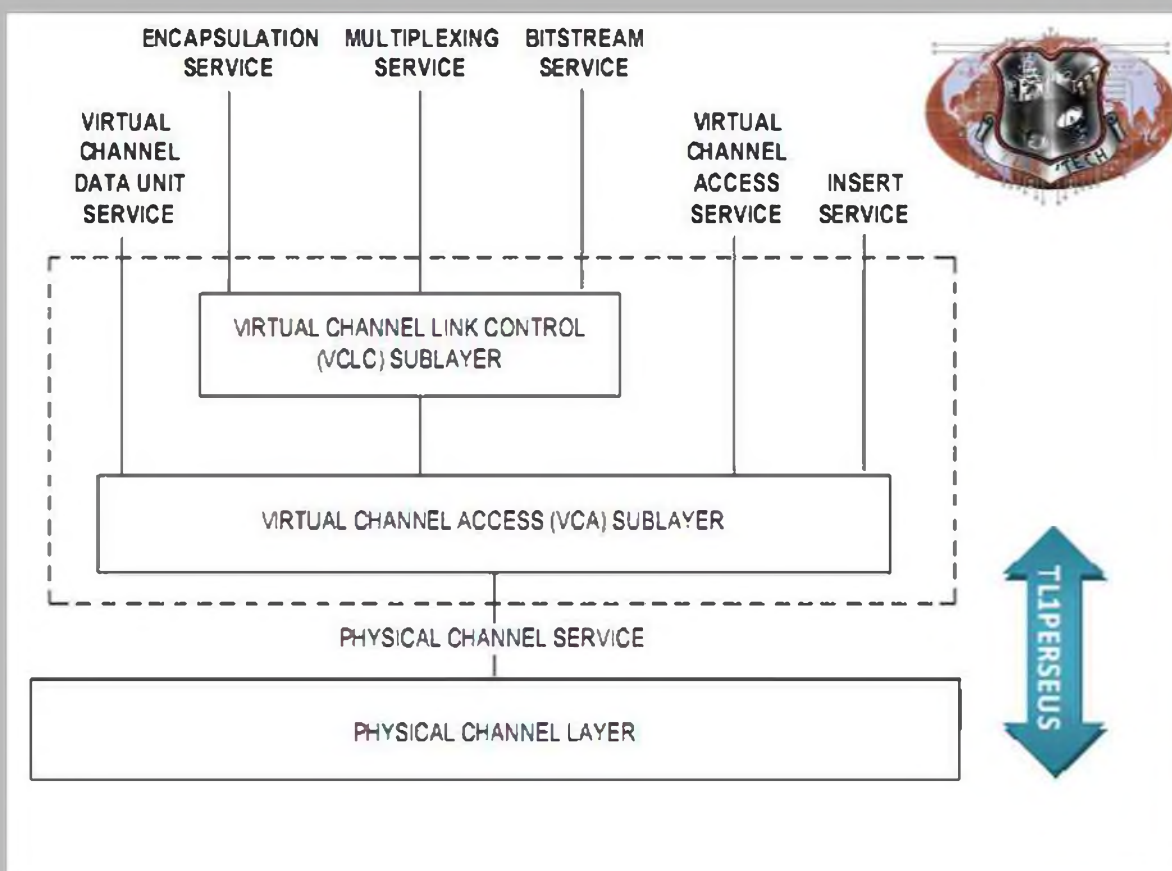 ENCAPSULATION
SERVICE
MULTIPLEXING
SERVICE
BITSTREAM
SERVICE
VIRTUAL
CHANNEL
DATA UNIT
SERVICE
VIRTUAL
CHANNEL
ACCESS
SERVICE
INSERT
SERVICE
'TECH
VIRTUAL CHANNEL LINK CONTROL
(VCLC) SUBLAYER
VIRTUAL CHANNEL ACCESS (VCA) SUBLAYER
PHYSICAL CHANNEL SERVICE
PHYSICAL CHANNEL LAYER
TL1PERSEUS